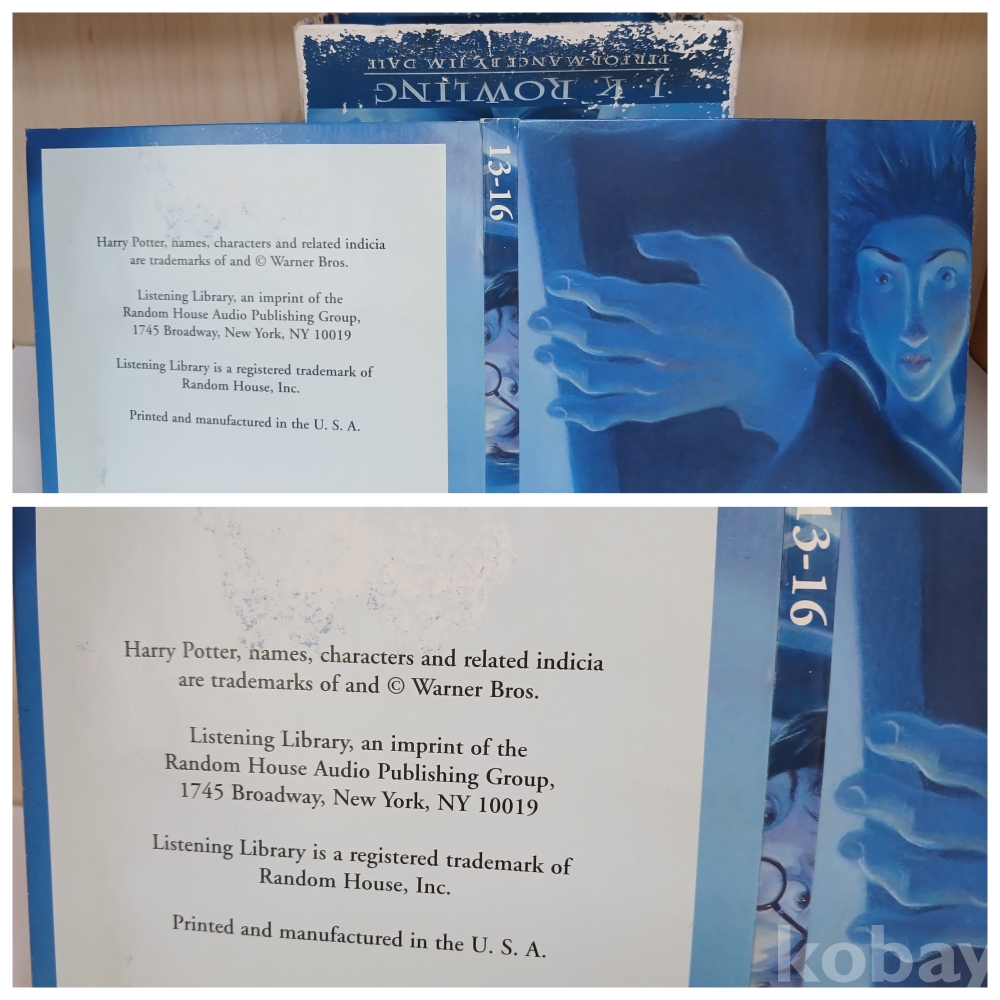 J. K. ROWLING
PERFORMANCE BY JIM DALE
13-16
Harry Potter, names, characters and related indicia
are trademarks of and © Warner Bros.
Listening Library, an imprint of the
Random House Audio Publishing Group,
1745 Broadway, New York, NY 10019
Listening Library is a registered trademark of
Random House, Inc.
Printed and manufactured in the U. S. A.
13-16
Harry Potter, names, characters and related indicia
are trademarks of and © Warner Bros.
Listening Library, an imprint of the
Random House Audio Publishing Group,
1745 Broadway, New York, NY 10019
Listening Library is a registered trademark of
Random House, Inc.
Printed and manufactured in the U. S. A.
kobay